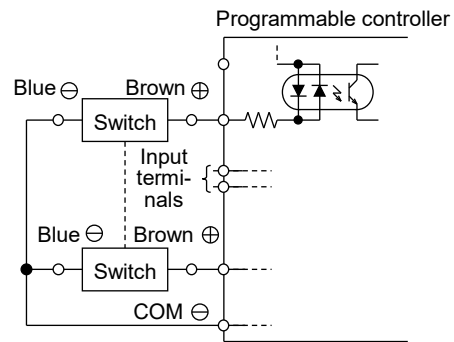 Programmable controller
Blue ⊖ Brown ⊕
Switch
Input
termi-
nals
Blue ⊖ Brown ⊕
Switch
COM ⊖